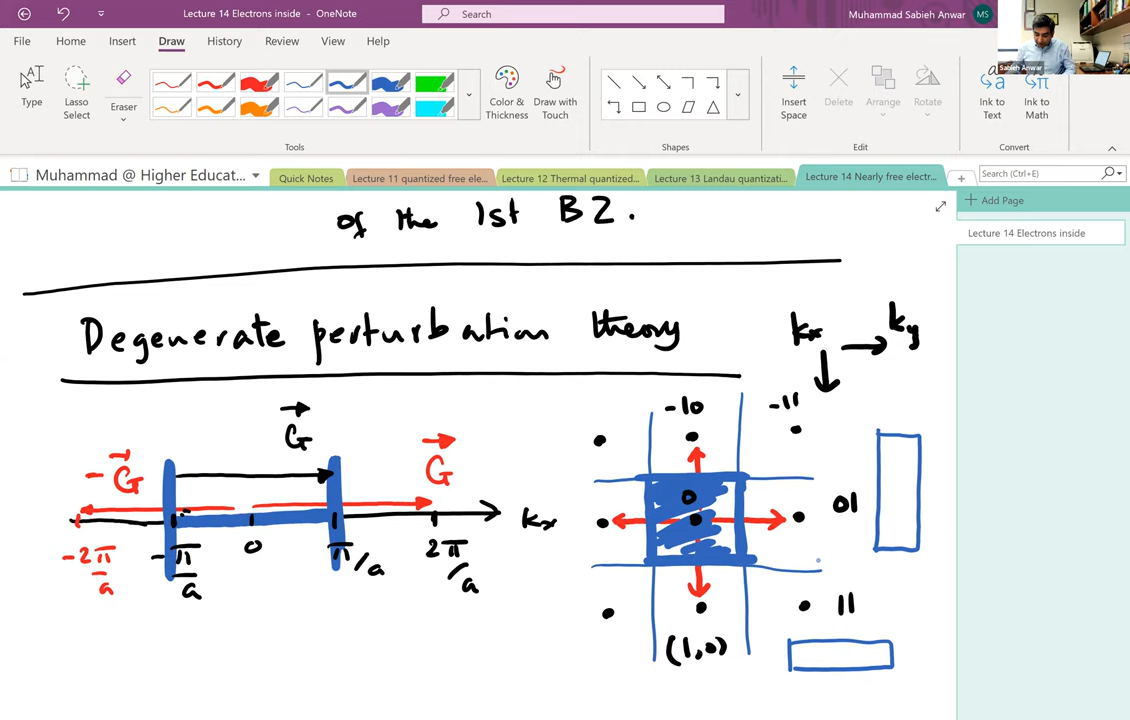 Lecture 14 Electrons inside - OneNote
Search
Muhammad Sabieh Anwar
MS
Sabieh Anwar
File
Home
Insert
Draw
History
Review
View
Help
Type
Lasso Select
Eraser
Color & Thickness
Draw with Touch
Insert Space
Delete
Arrange
Rotate
Ink to Text
Ink to Math
Tools
Shapes
Edit
Convert
Muhammad @ Higher Educat...
Quick Notes
Lecture 11 quantized free ele...
Lecture 12 Thermal quantized...
Lecture 13 Landau quantizati...
Lecture 14 Nearly free electr...
Search (Ctrl+E)
Add Page
Lecture 14 Electrons inside
of the 1st BZ.
Degenerate perturbation theory
kx
ky
G
-G
G
kx
-2π/a
-π/a
0
π/a
2π/a
-10
-11
0
01
11
(1,0)